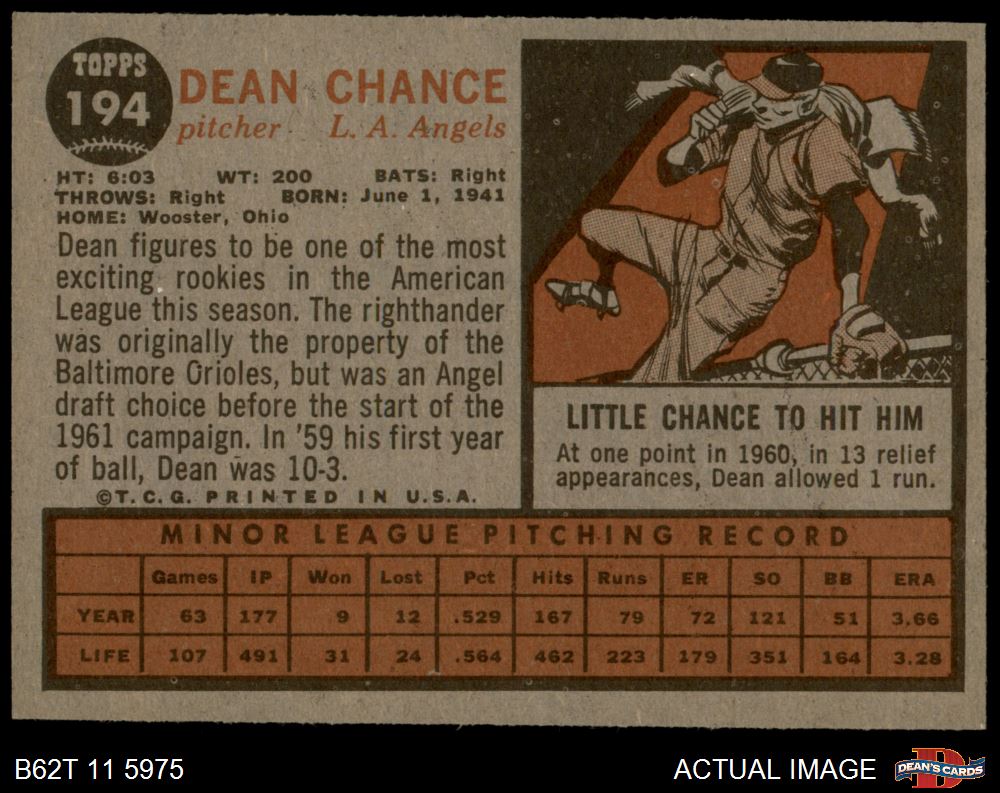 TOPPS
194
DEAN CHANCE
pitcher L. A. Angels
HT: 6:03 WT: 200 BATS: Right
THROWS: Right BORN: June 1, 1941
HOME: Wooster, Ohio
Dean figures to be one of the most
exciting rookies in the American
League this season. The righthander
was originally the property of the
Baltimore Orioles, but was an Angel
draft choice before the start of the
1961 campaign. In '59 his first year
of ball, Dean was 10-3.
©T.C.G. PRINTED IN U.S.A.
LITTLE CHANCE TO HIT HIM
At one point in 1960, in 13 relief
appearances, Dean allowed 1 run.
MINOR LEAGUE PITCHING RECORD
Games IP Won Lost Pct Hits Runs ER SO BB ERA
YEAR 63 177 9 12 .529 167 79 72 121 51 3.66
LIFE 107 491 31 24 .564 462 223 179 351 164 3.28
B62T 11 5975 ACTUAL IMAGE DEAN'S CARDS